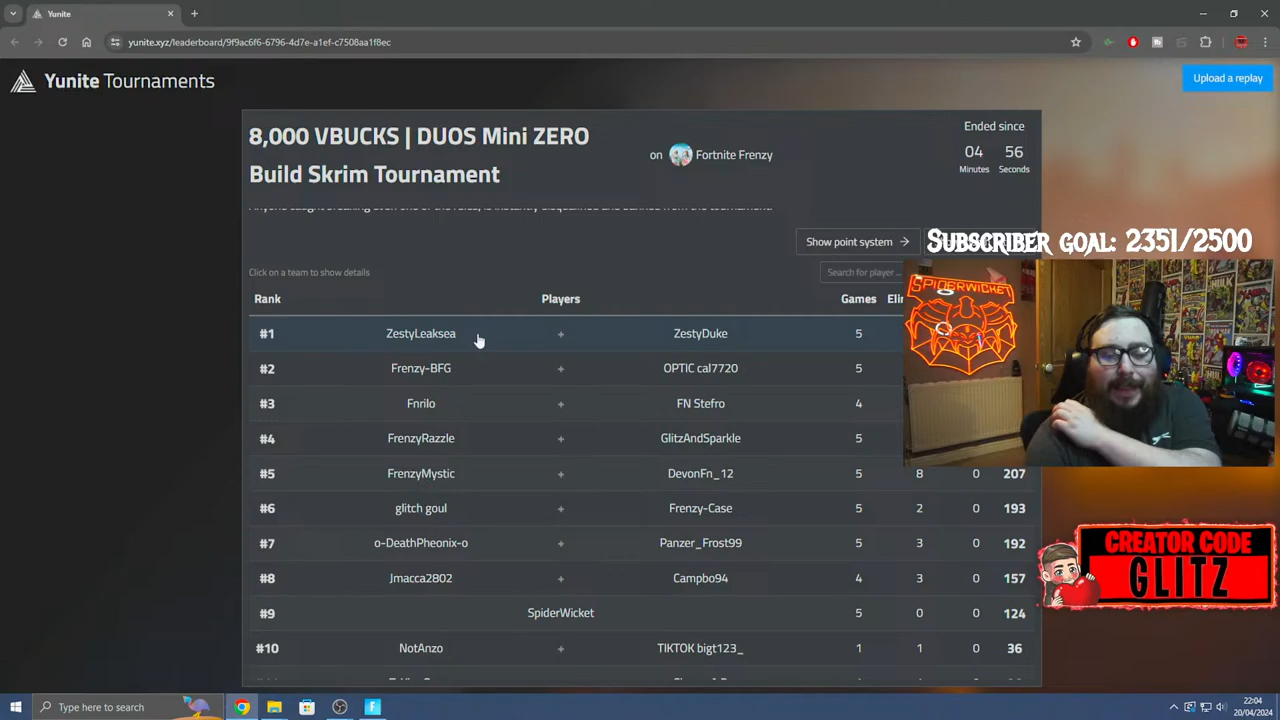 Yunite
yunite.xyz/leaderboard/9f9ac6f6-6796-4d7e-a1ef-c7508aa1f8ec
Yunite Tournaments
Upload a replay
8,000 VBUCKS | DUOS Mini ZERO
Build Skrim Tournament
on Fortnite Frenzy
Ended since
04 56
Minutes Seconds
Show point system
SUBSCRIBER GOAL: 2351/2500
Click on a team to show details
Search for player ...
Rank Players Games Elim
#1 ZestyLeaksea + ZestyDuke 5
#2 Frenzy-BFG + OPTIC cal7720 5
#3 Fnrilo + FN Stefro 4
#4 FrenzyRazzle + GlitzAndSparkle 5
#5 FrenzyMystic + DevonFn_12 5 8 0 207
#6 glitch goul + Frenzy-Case 5 2 0 193
#7 o-DeathPheonix-o + Panzer_Frost99 5 3 0 192
#8 Jmacca2802 + Campbo94 4 3 0 157
#9 SpiderWicket 5 0 0 124
#10 NotAnzo + TIKTOK bigt123_ 1 1 0 36
SPIDERWICKET
CREATOR CODE
GLITZ
Type here to search
22:04
20/04/2024